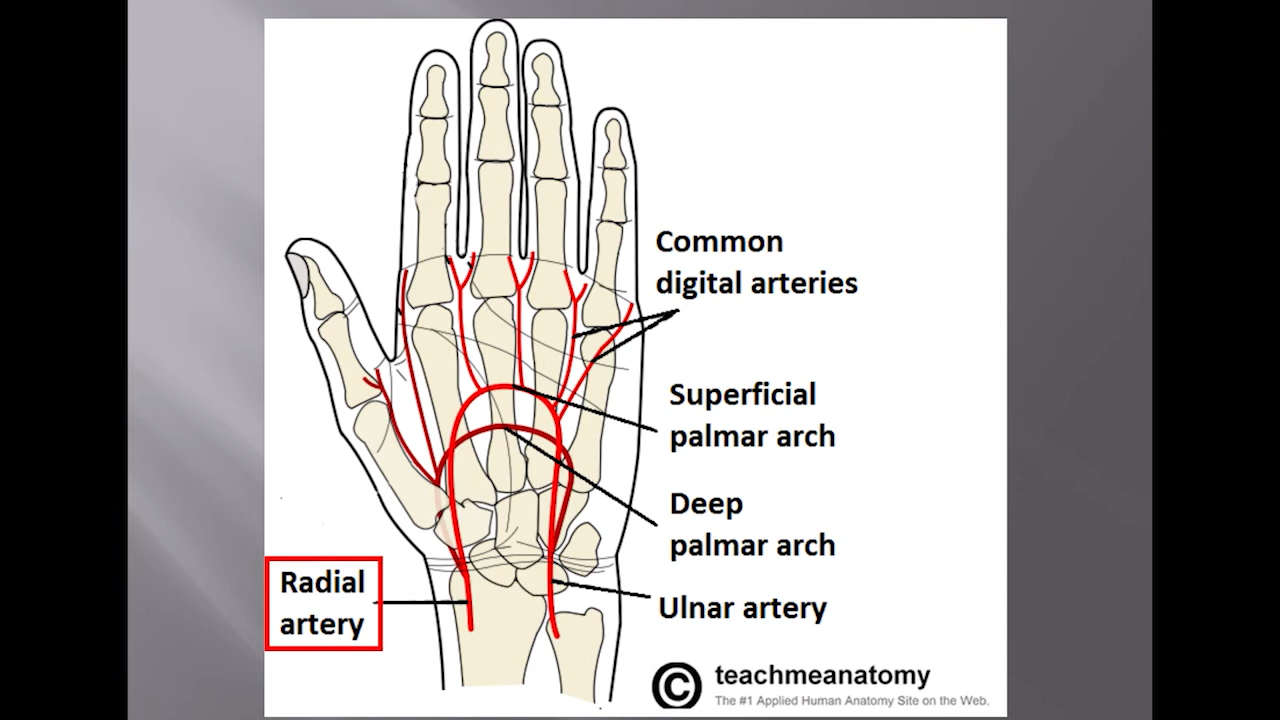 Common
digital arteries
Superficial
palmar arch
Deep
palmar arch
Radial
artery
Ulnar artery
© teachmeanatomy
The #1 Applied Human Anatomy Site on the Web.